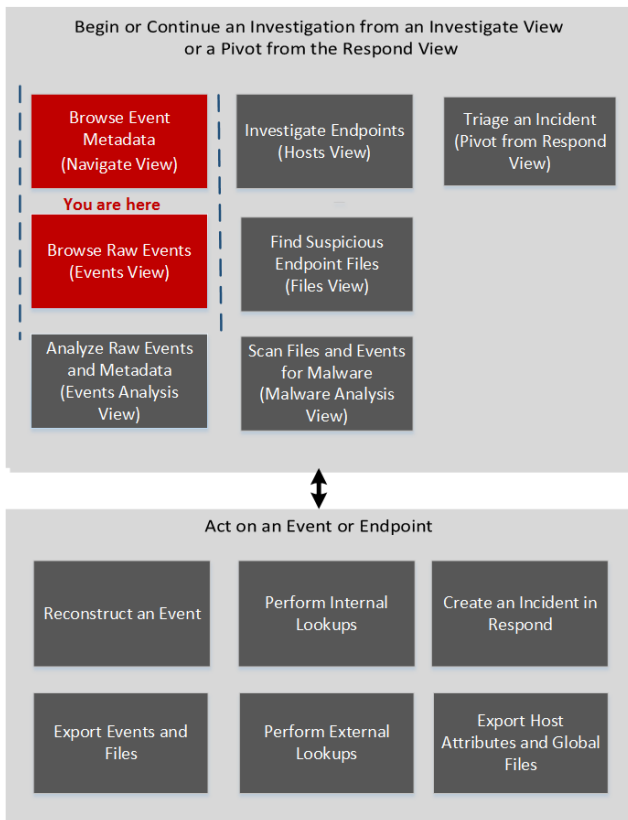 Begin or Continue an Investigation from an Investigate View
or a Pivot from the Respond View
Browse Event
Metadata
(Navigate View)
Investigate Endpoints
(Hosts View)
Triage an Incident
(Pivot from Respond
View)
You are here
Browse Raw Events
(Events View)
Find Suspicious
Endpoint Files
(Files View)
Analyze Raw Events
and Metadata
(Events Analysis
View)
Scan Files and Events
for Malware
(Malware Analysis
View)
Act on an Event or Endpoint
Reconstruct an Event
Perform Internal
Lookups
Create an Incident in
Respond
Export Events and
Files
Perform External
Lookups
Export Host
Attributes and Global
Files